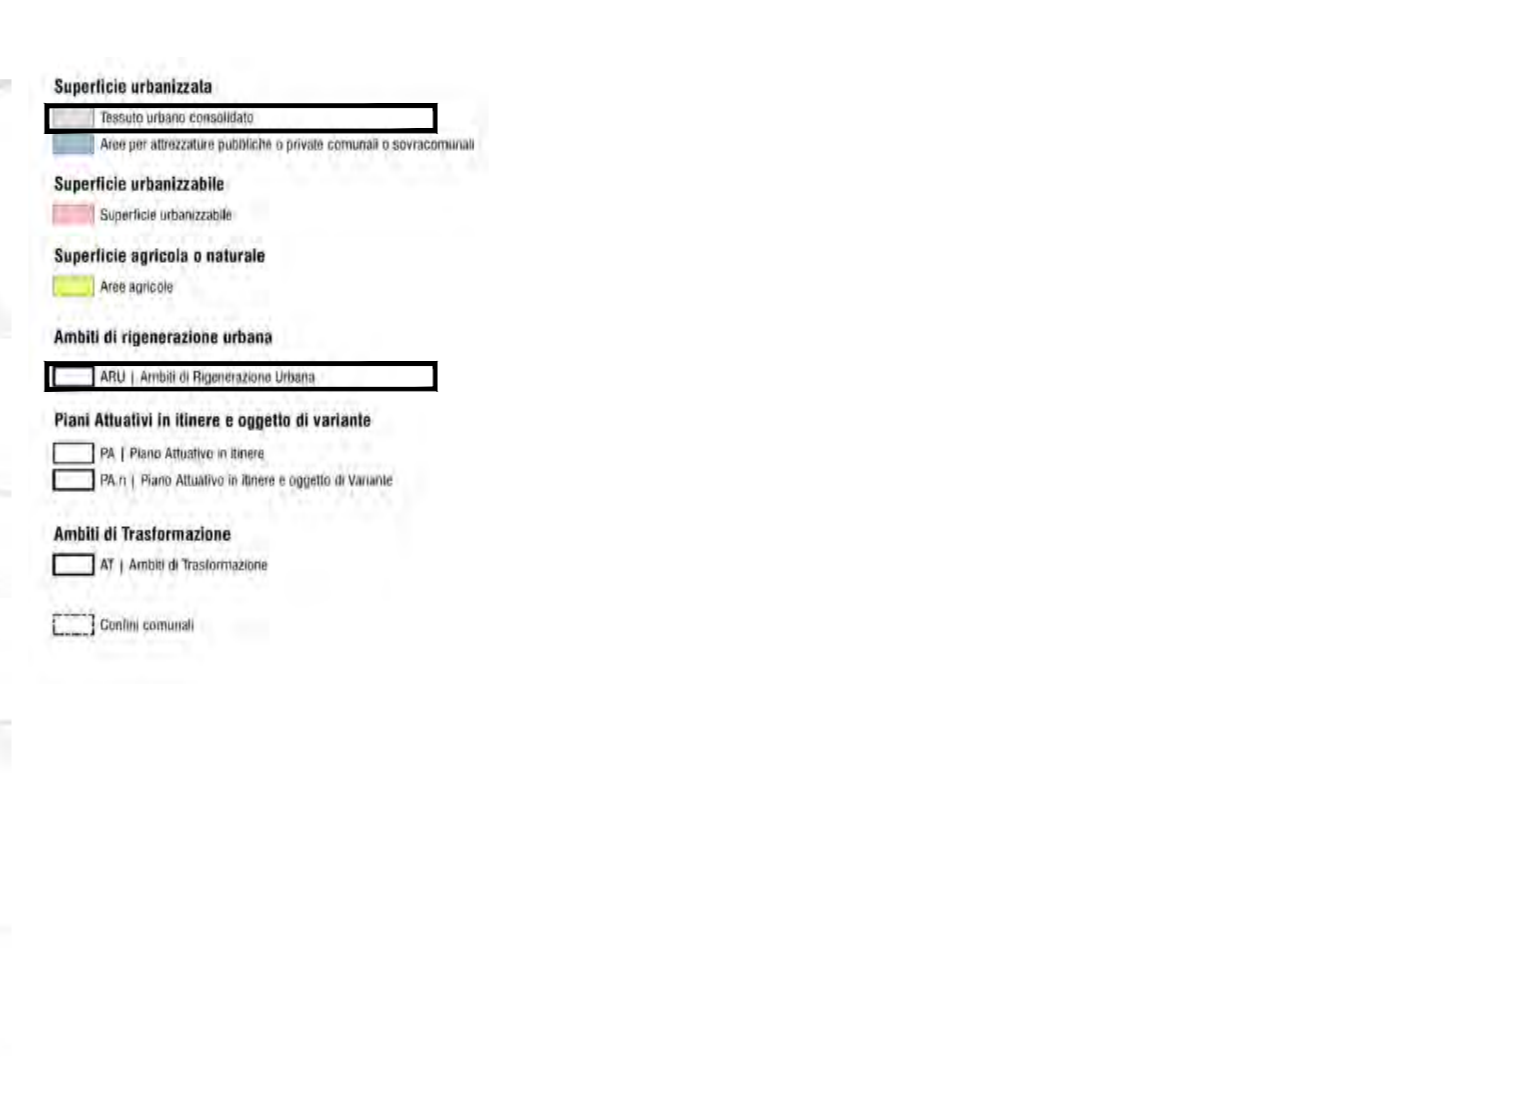 Superficie urbanizzata
Tessuto urbano consolidato
Aree per attrezzature pubbliche o private comunali o sovracomunali
Superficie urbanizzabile
Superficie urbanizzabile
Superficie agricola o naturale
Aree agricole
Ambiti di rigenerazione urbana
ARU | Ambiti di Rigenerazione Urbana
Piani Attuativi in itinere e oggetto di variante
PA | Piano Attuativo in itinere
PA n | Piano Attuativo in itinere e oggetto di Variante
Ambiti di Trasformazione
AT | Ambiti di Trasformazione
Confini comunali